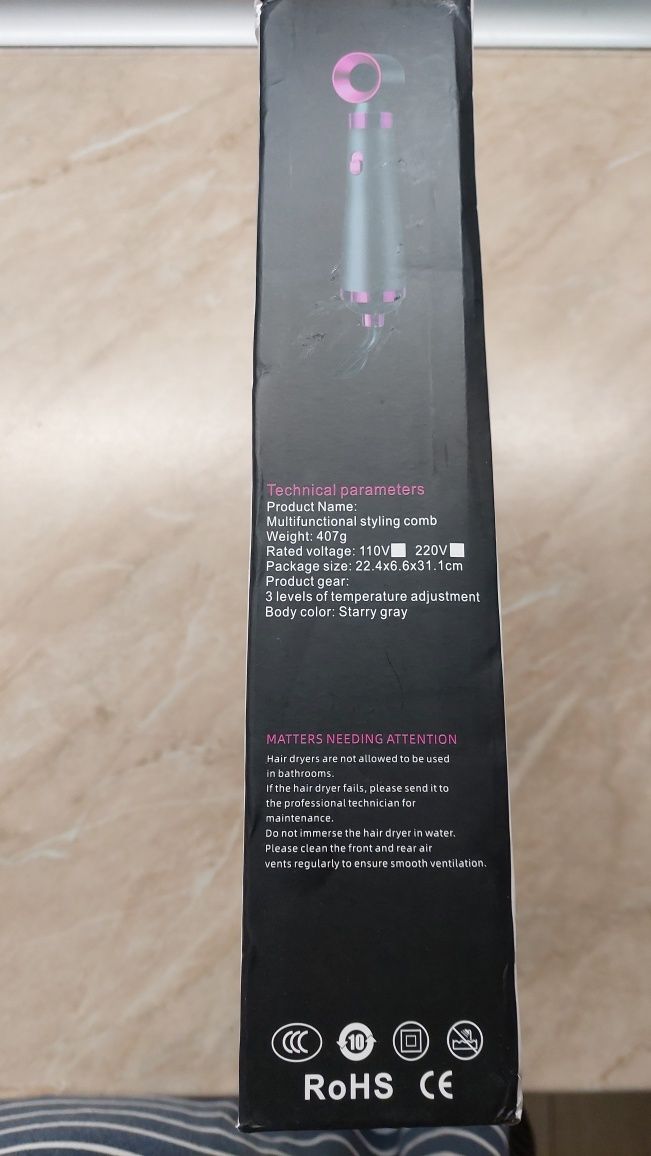 Technical parameters
Product Name:
Multifunctional styling comb
Weight: 407g
Rated voltage: 110V 220V
Package size: 22.4x6.6x31.1cm
Product gear:
3 levels of temperature adjustment
Body color: Starry gray
MATTERS NEEDING ATTENTION
Hair dryers are not allowed to be used
in bathrooms.
If the hair dryer fails, please send it to
the professional technician for
maintenance.
Do not immerse the hair dryer in water.
Please clean the front and rear air
vents regularly to ensure smooth ventilation.
CCC 10
RoHS CE